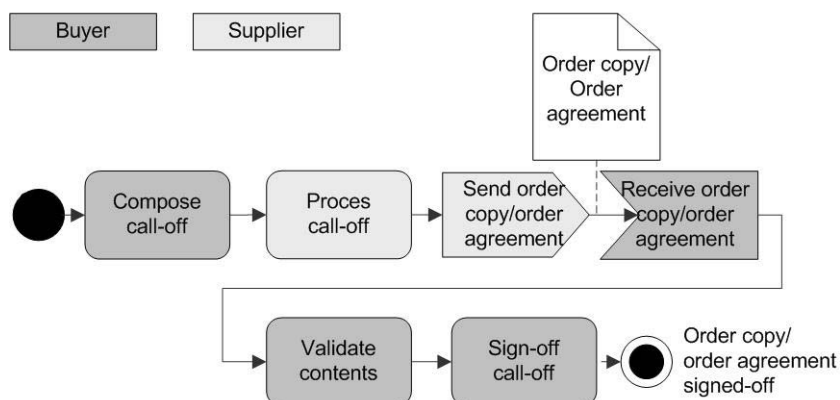 Buyer
Supplier
Order copy/
Order
agreement
Compose
call-off
Proces
call-off
Send order
copy/order
agreement
Receive order
copy/order
agreement
Validate
contents
Sign-off
call-off
Order copy/
order agreement
signed-off